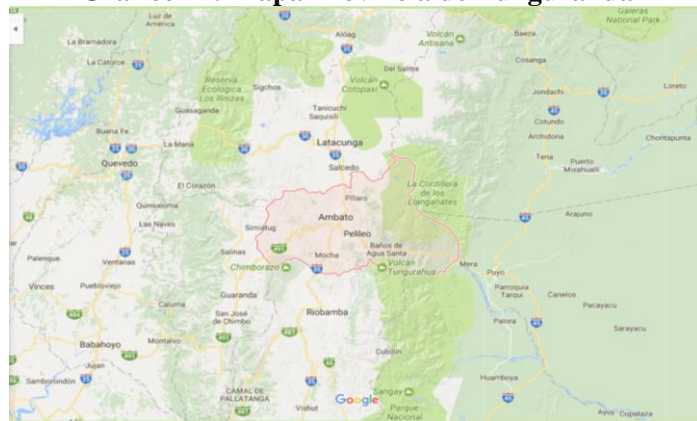 Luz de
América
Galeras
National Park
Alóag
Volcán
Antisana
Baeza
La Bramadora
La Catorce
Cosanga
Del Salitre
Reserva
Ecológica
Los Ilinizas
Sigchos
Volcán
Cotopaxi
Jondachi
Loreto
Guasaganda
Tanicuchi
Saquisilí
Cotundo
Buena Fe
La Maná
Latacunga
Archidona
Chontapunta
Quevedo
Salcedo
Tena
Puerto
Misahuallí
El Corazón
La Cordillera
de los
Llanganates
Píllaro
Quinsaloma
Ambato
Arajuno
Las Naves
Simiatug
Pelileo
Palenque
Ventanas
Salinas
Mocha
Baños de
Agua Santa
Chimborazo
Volcán
Tungurahua
Mera
Puyo
Vinces
Puebloviejo
Guaranda
Parroquia
Tarqui
Canelos
Caluma
Pacayacu
San José
de Chimbo
Riobamba
Palora
Sarayacu
Babahoyo
Montalvo
Jujan
Cubillín
Samborondón
Huamboya
CAMAL DE
PALLATANGA
Google
Sangay
Parque
Nacional
Vishut
Copataza